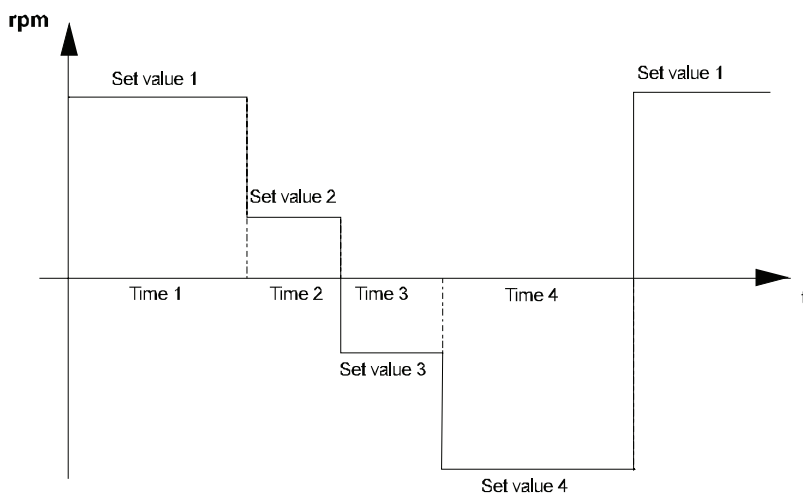 rpm
Set value 1
Set value 1
Set value 2
Time 1
Time 2
Time 3
Time 4
t
Set value 3
Set value 4